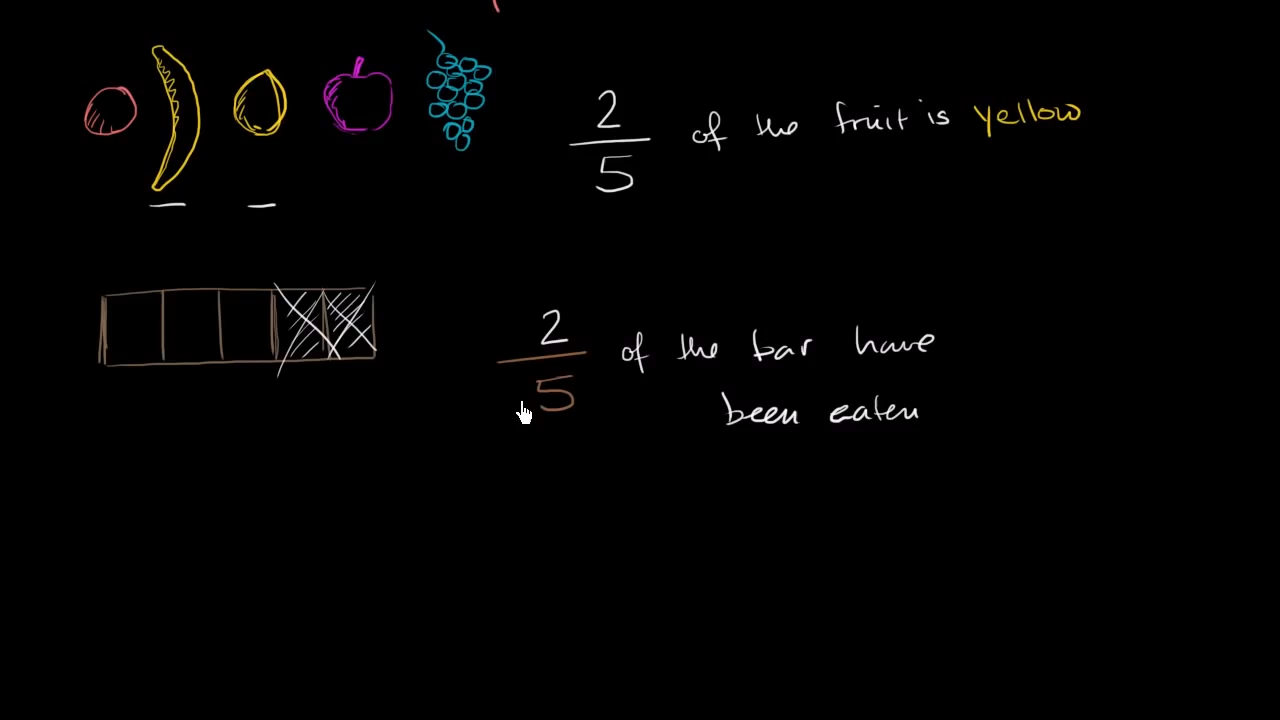 2/5 of the fruit is yellow
2/5 of the bar have
been eaten